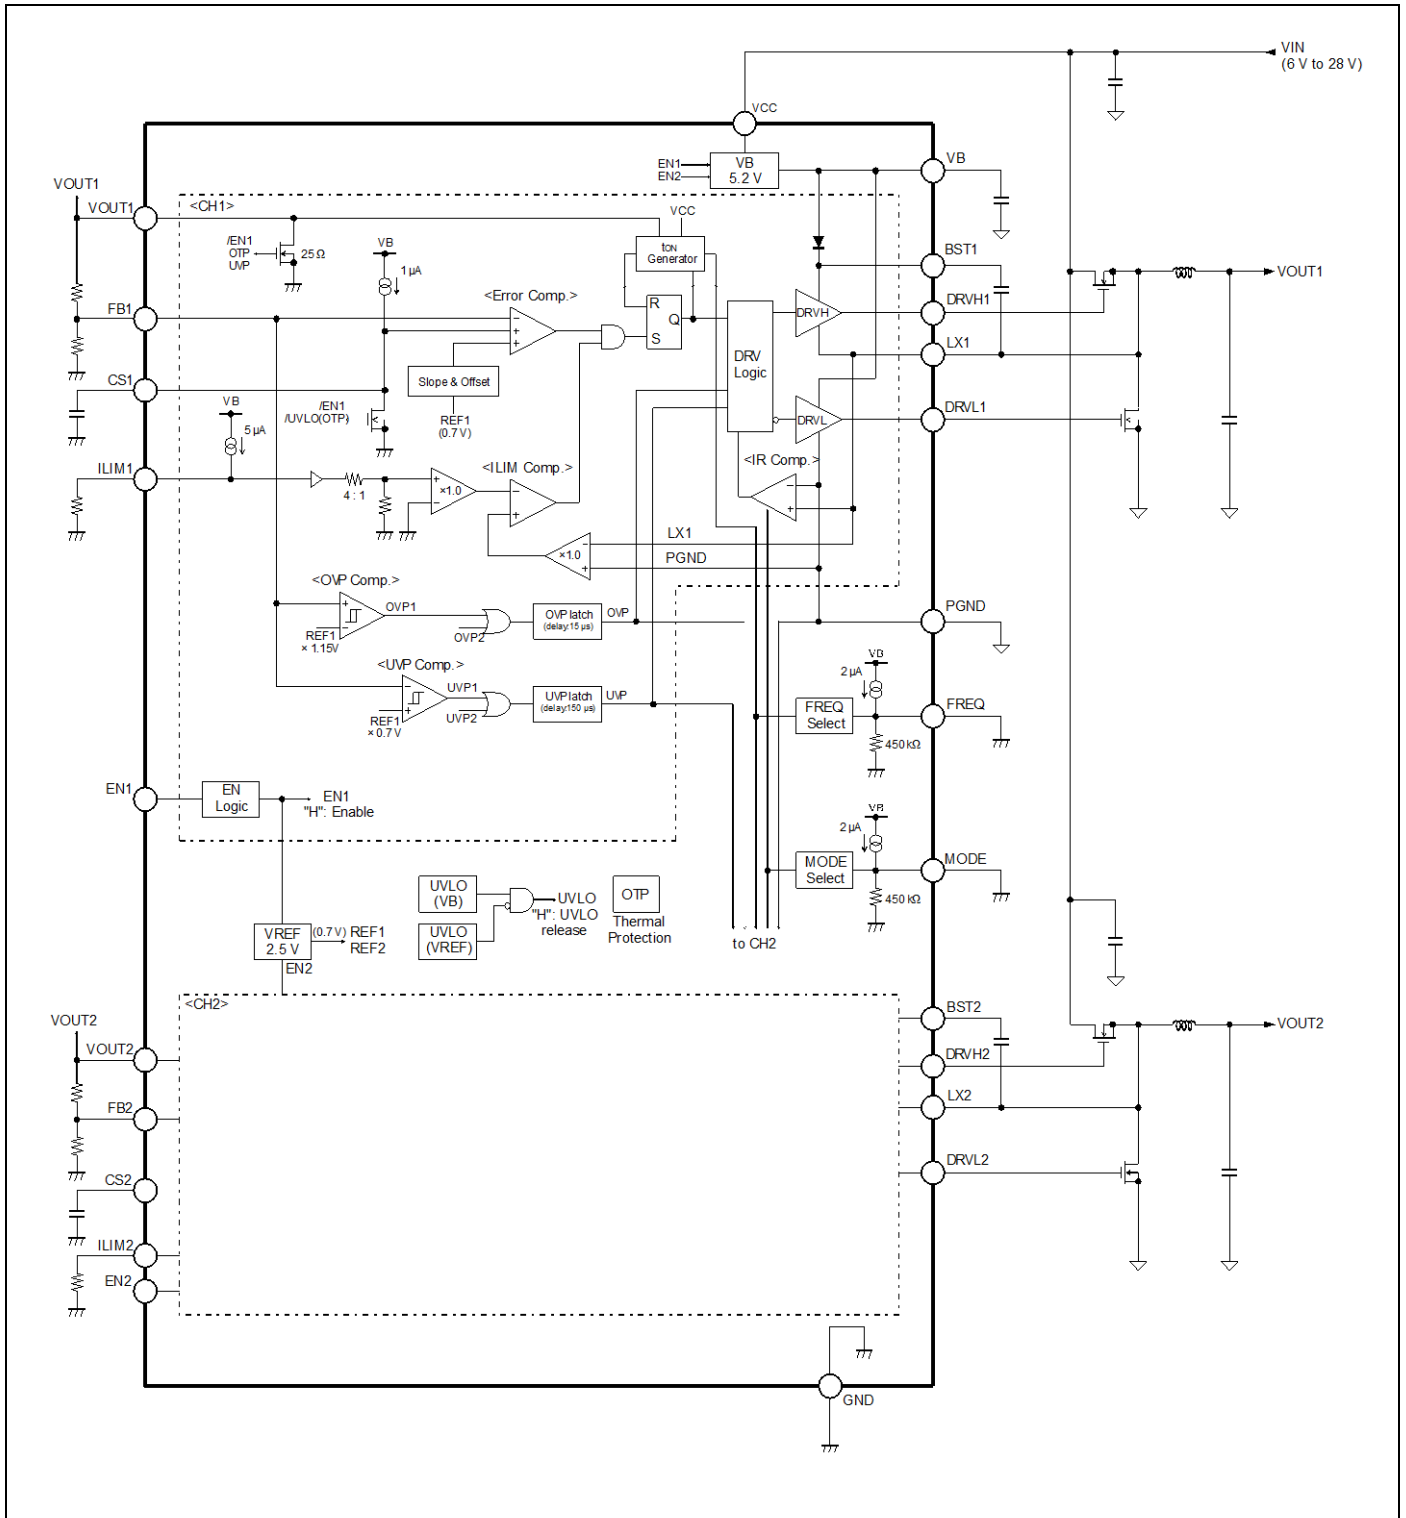 VIN
(6 V to 28 V)
VCC
VB
EN1
EN2
VB
5.2 V
VOUT1
VOUT1
<CH1>
VCC
/EN1
OTP
UVP
25 Ω
VB
1 µA
tON
Generator
BST1
VOUT1
FB1
<Error Comp.>
R
Q
S
DRVH
DRVH1
−
+
+
DRV
Logic
LX1
CS1
Slope & Offset
VB
/EN1
/UVLO(OTP)
REF1
(0.7 V)
DRVL
DRVL1
5 µA
ILIM1
<ILIM Comp.>
<IR Comp.>
4 : 1
+
×1.0
−
−
+
−
+
LX1
−
×1.0
+
PGND
<OVP Comp.>
+
−
OVP1
REF1
× 1.15V
OVP2
OVP latch
(delay:15 µs)
OVP
PGND
<UVP Comp.>
−
+
UVP1
REF1
× 0.7 V
UVP2
UVP latch
(delay:150 µs)
UVP
VB
2 µA
FREQ
Select
FREQ
450 kΩ
EN1
EN
Logic
EN1
"H": Enable
VB
2 µA
MODE
Select
MODE
450 kΩ
UVLO
(VB)
UVLO
"H": UVLO
release
UVLO
(VREF)
OTP
Thermal
Protection
VREF
2.5 V
(0.7 V)
REF1
REF2
EN2
to CH2
<CH2>
BST2
VOUT2
VOUT2
VOUT2
DRVH2
FB2
LX2
CS2
DRVL2
ILIM2
EN2
GND